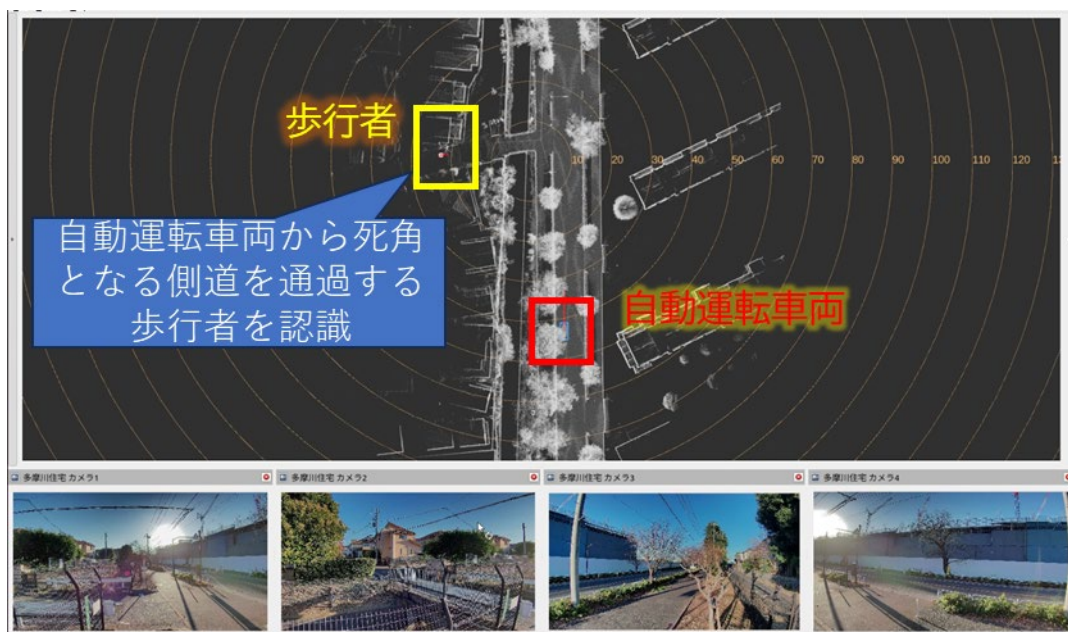 歩行者
10 20 30 40 50 60 70 80 90 100 110 120
自動運転車両から死角
となる側道を通過する
歩行者を認識
自動運転車両
多摩川住宅 カメラ1
多摩川住宅 カメラ2
多摩川住宅 カメラ3
多摩川住宅 カメラ4